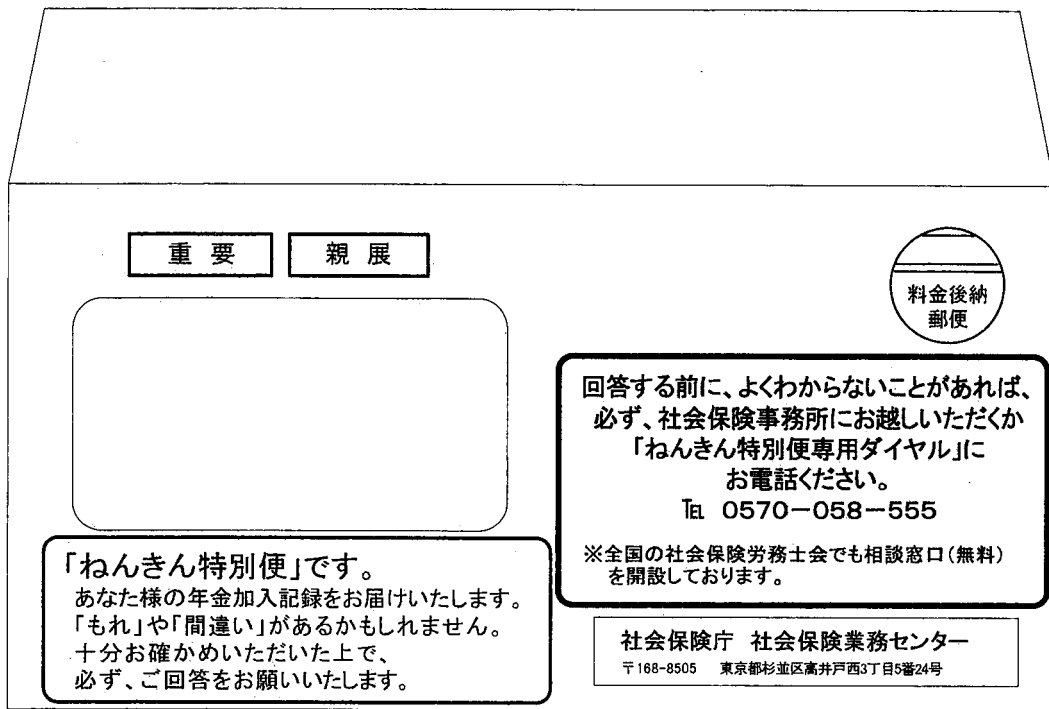 重 要
親 展
料金後納
郵便
回答する前に、よくわからないことがあれば、
必ず、社会保険事務所にお越しいただくか
「ねんきん特別便専用ダイヤル」に
お電話ください。
℡ 0570－058－555
※全国の社会保険労務士会でも相談窓口(無料)
を開設しております。
「ねんきん特別便」です。
あなた様の年金加入記録をお届けいたします。
「もれ」や「間違い」があるかもしれません。
十分お確かめいただいた上で、
必ず、ご回答をお願いいたします。
社会保険庁 社会保険業務センター
〒168-8505 東京都杉並区高井戸西3丁目5番24号